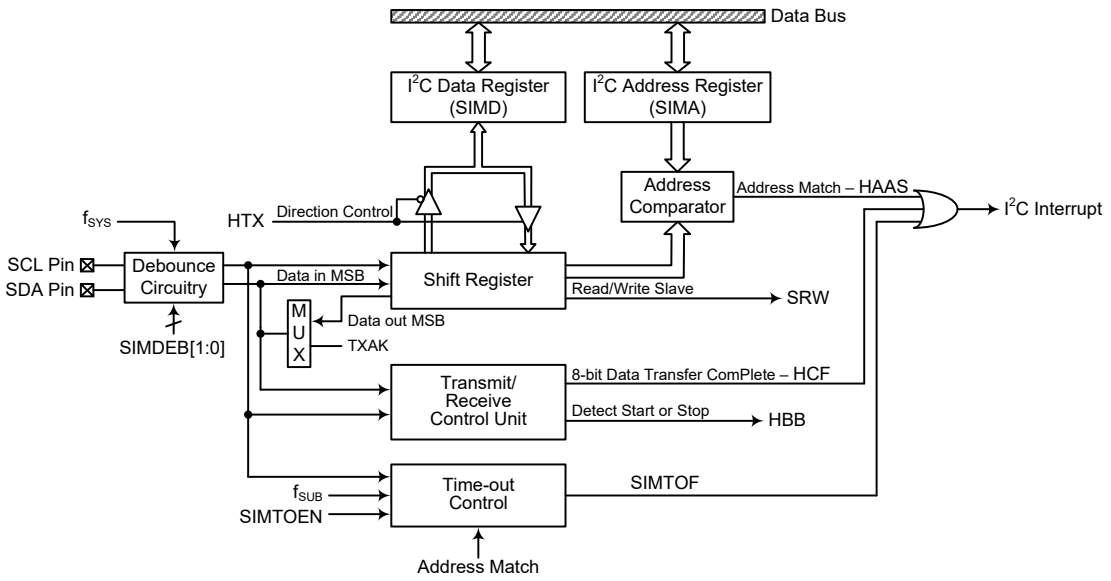 Data Bus
I²C Data Register
(SIMD)
I²C Address Register
(SIMA)
Address
Comparator
Address Match – HAAS
I²C Interrupt
fSYS
HTX
Direction Control
SCL Pin
SDA Pin
Debounce
Circuitry
SIMDEB[1:0]
Data in MSB
Shift Register
Read/Write Slave
SRW
M
U
X
Data out MSB
TXAK
Transmit/
Receive
Control Unit
8-bit Data Transfer ComPlete – HCF
Detect Start or Stop
HBB
fSUB
SIMTOEN
Time-out
Control
SIMTOF
Address Match